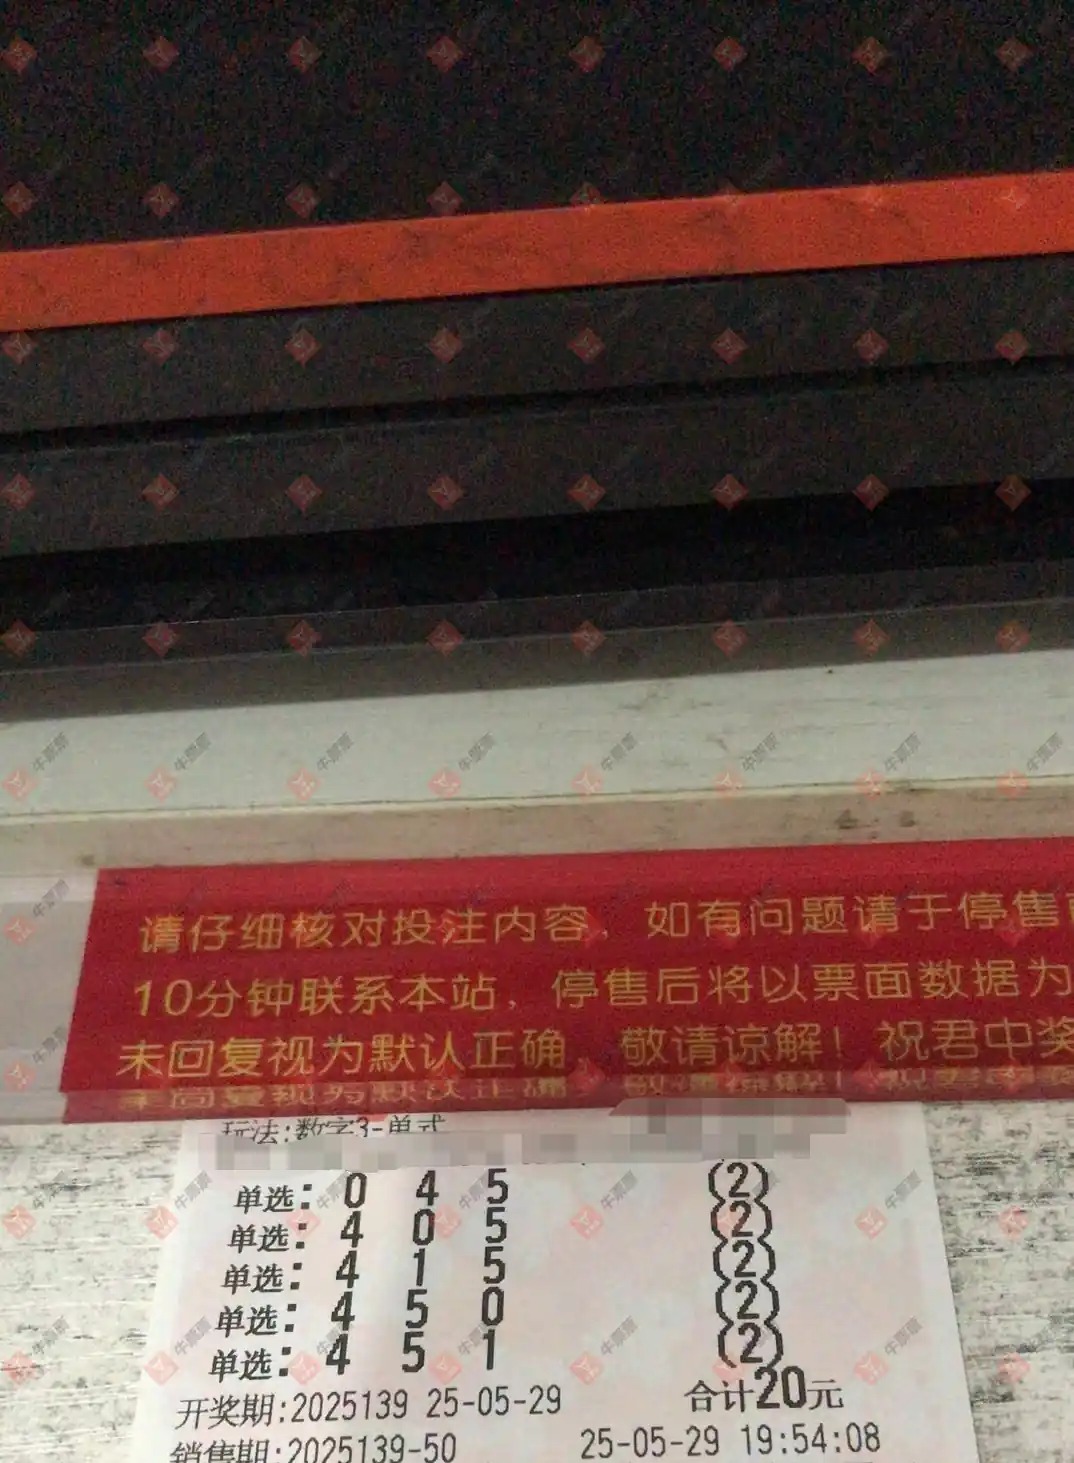 请仔细核对投注内容，如有问题请于停售
10分钟联系本站，停售后将以票面数据为
未回复视为默认正确，敬请谅解！祝君中奖
玩法:数字3-单式
单选: 0 4 5 (2)
单选: 4 0 5 (2)
单选: 4 1 5 (2)
单选: 4 5 0 (2)
单选: 4 5 1 (2)
开奖期:2025139 25-05-29 合计20元
销售期:2025139-50 25-05-29 19:54:08
牛票票